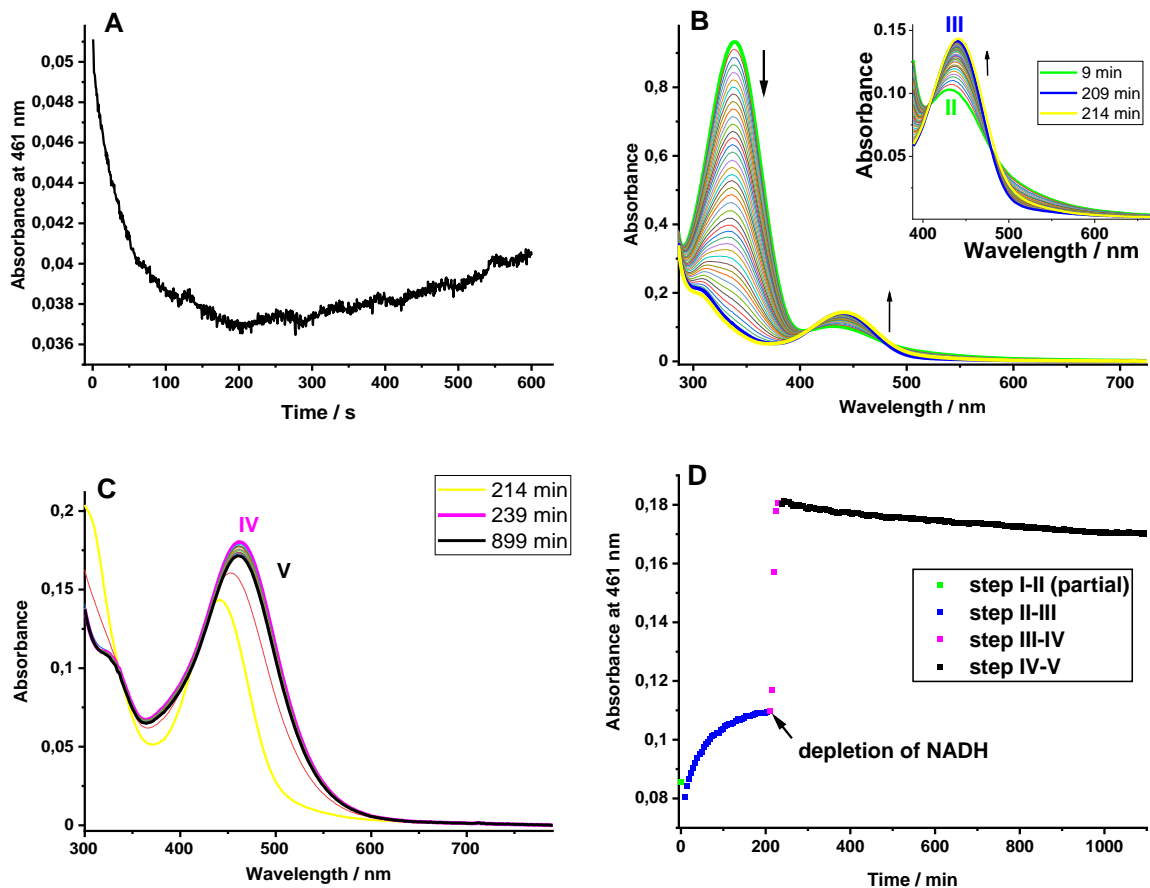 A
Absorbance at 461 nm
0,05
0,048
0,046
0,044
0,042
0,04
0,038
0,036
0 100 200 300 400 500 600
Time / s
B
Absorbance
0,8
0,6
0,4
0,2
0
300 400 500 600 700
Wavelength / nm
III
II
Absorbance
0.15
0.10
0.05
400 500 600
Wavelength / nm
9 min
209 min
214 min
C
Absorbance
0,2
0,15
0,1
0,05
0
300 400 500 600 700
Wavelength / nm
IV
V
214 min
239 min
899 min
D
Absorbance at 461 nm
0,18
0,16
0,14
0,12
0,1
0,08
0 200 400 600 800 1000
Time / min
step I-II (partial)
step II-III
step III-IV
step IV-V
depletion of NADH